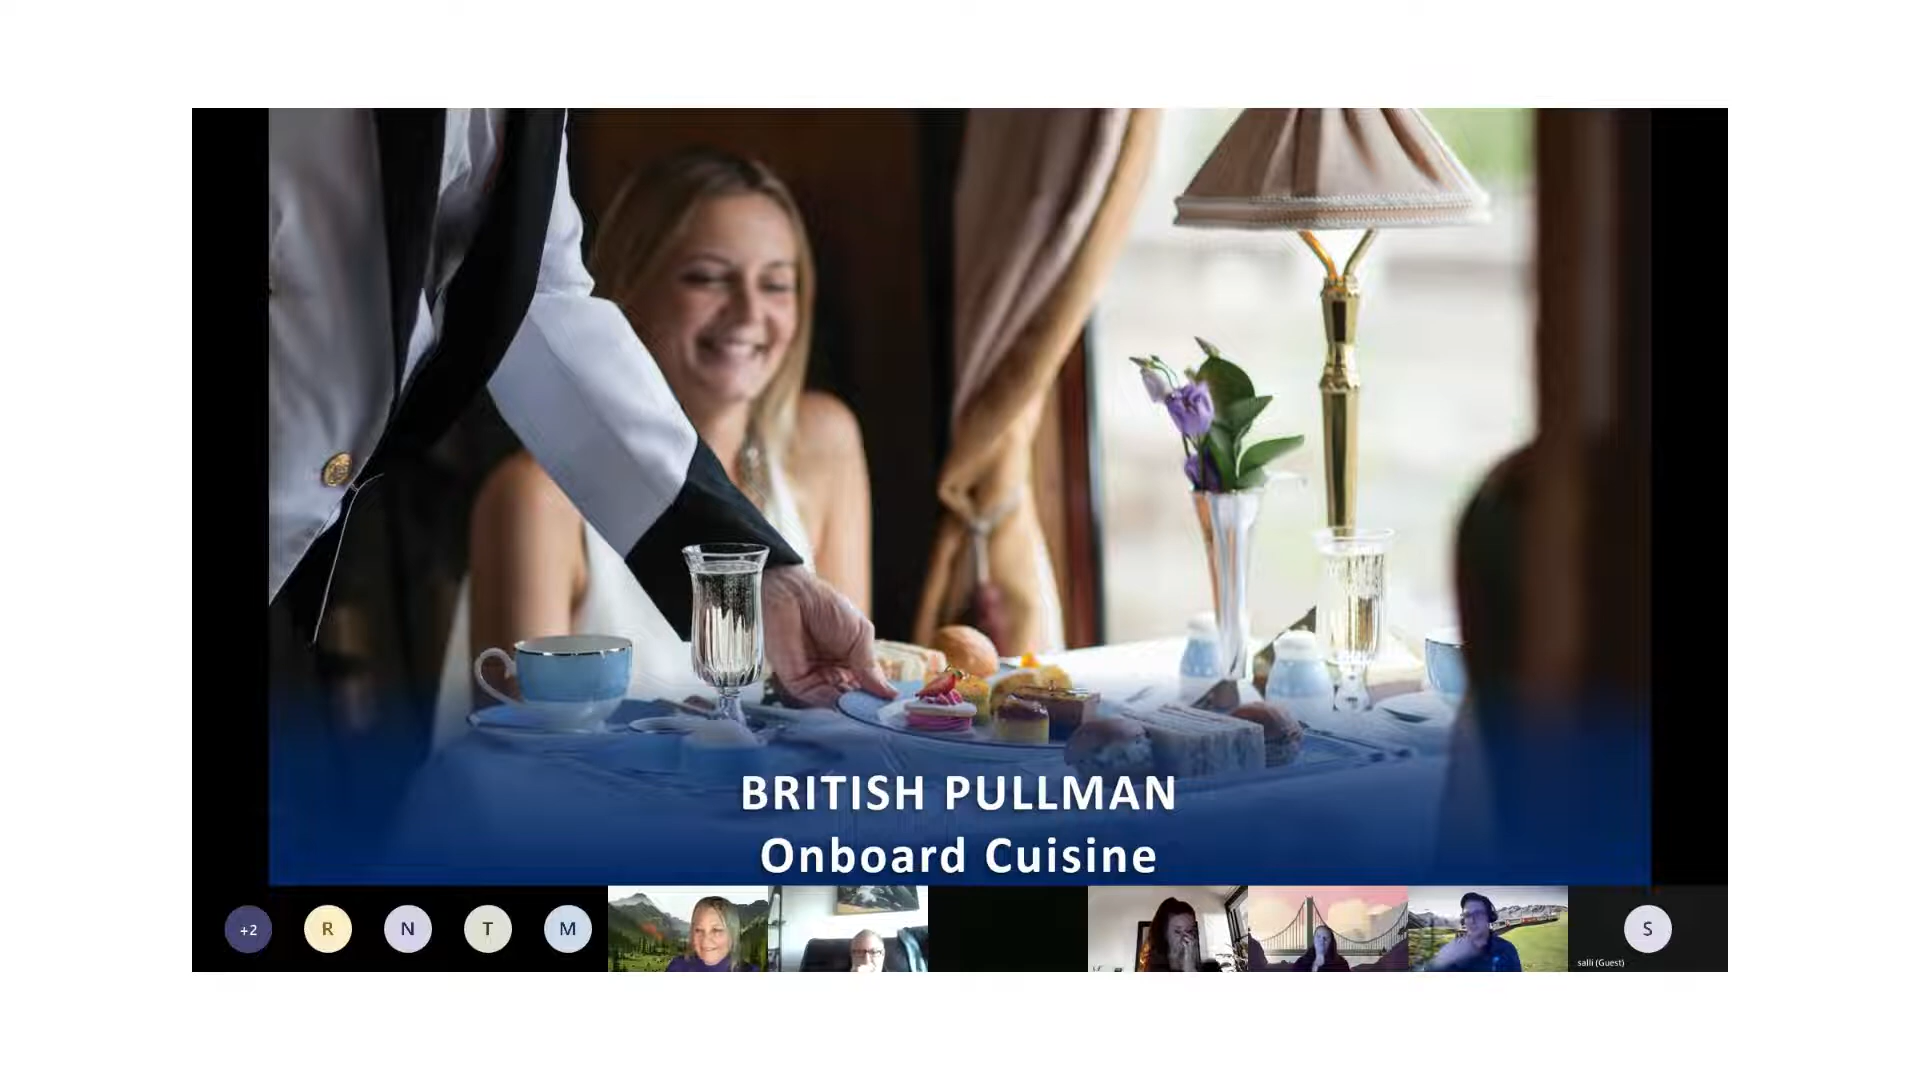 BRITISH PULLMAN
Onboard Cuisine
+2
R
N
T
M
S
salli (Guest)